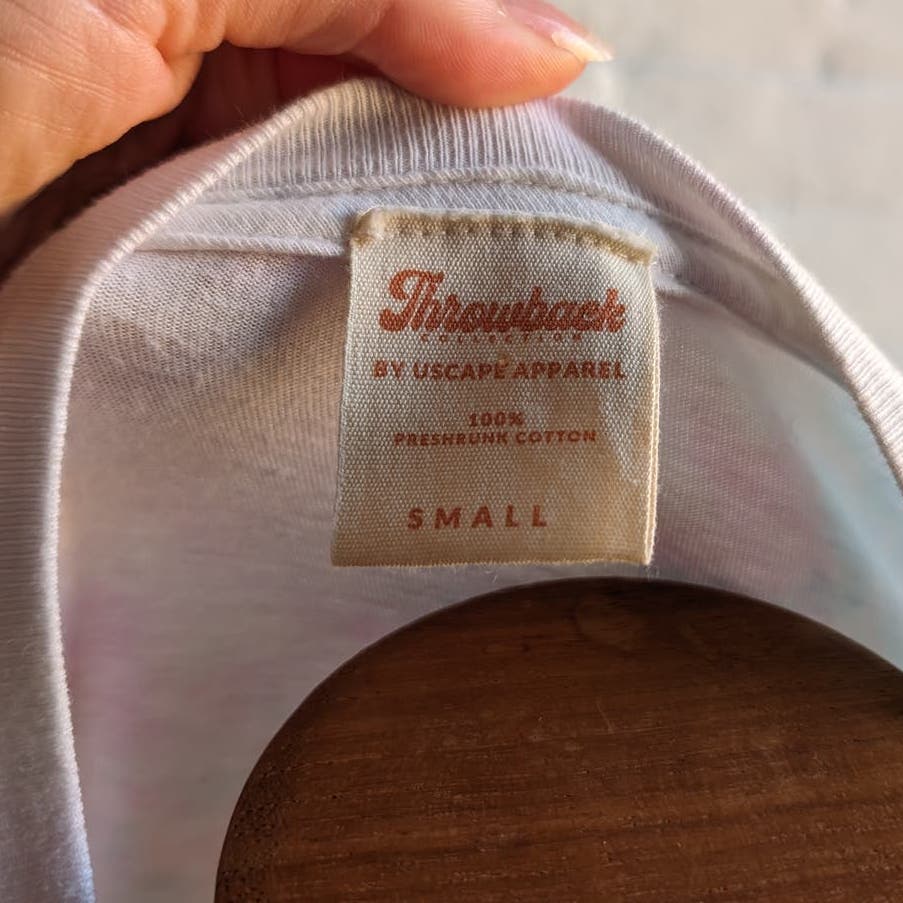 Throwback
COLLECTION
BY USCAPE APPAREL
100%
PRESHRUNK COTTON
SMALL